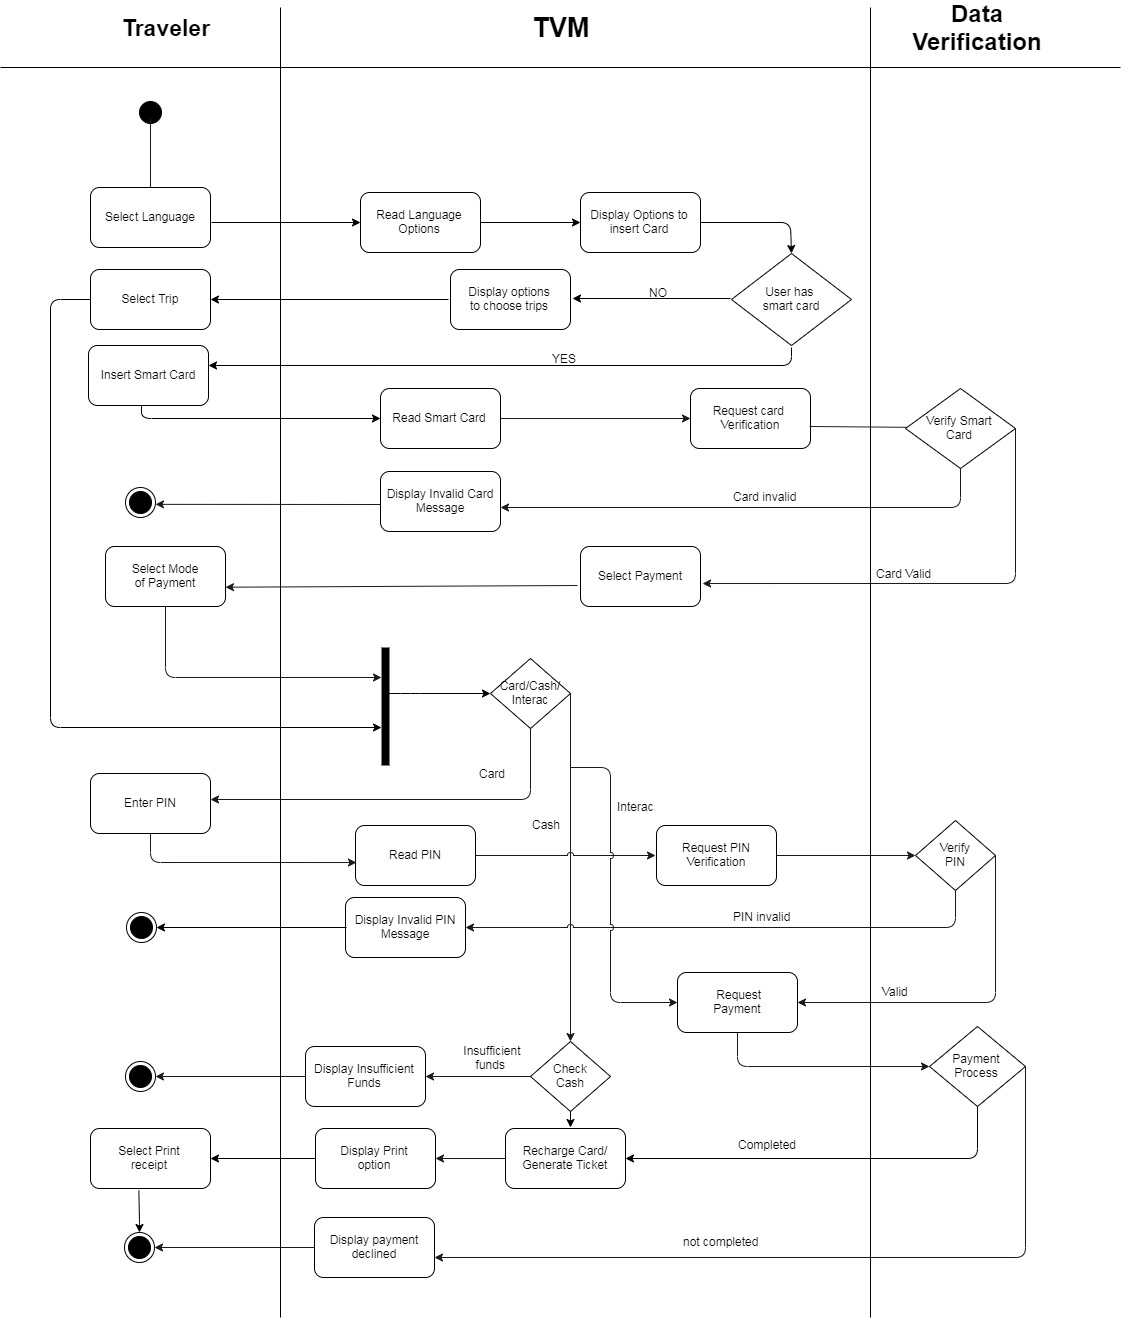 Traveler
TVM
Data
Verification
Select Language
Read Language
Options
Display Options to
insert Card
User has
smart card
NO
Display options
to choose trips
Select Trip
YES
Insert Smart Card
Read Smart Card
Request card
Verification
Verify Smart
Card
Card invalid
Display Invalid Card
Message
Card Valid
Select Payment
Select Mode
of Payment
Card/Cash/
Interac
Card
Cash
Interac
Enter PIN
Read PIN
Request PIN
Verification
Verify
PIN
PIN invalid
Display Invalid PIN
Message
Valid
Request
Payment
Payment
Process
Check
Cash
Insufficient
funds
Display Insufficient
Funds
Completed
Recharge Card/
Generate Ticket
Display Print
option
Select Print
receipt
not completed
Display payment
declined